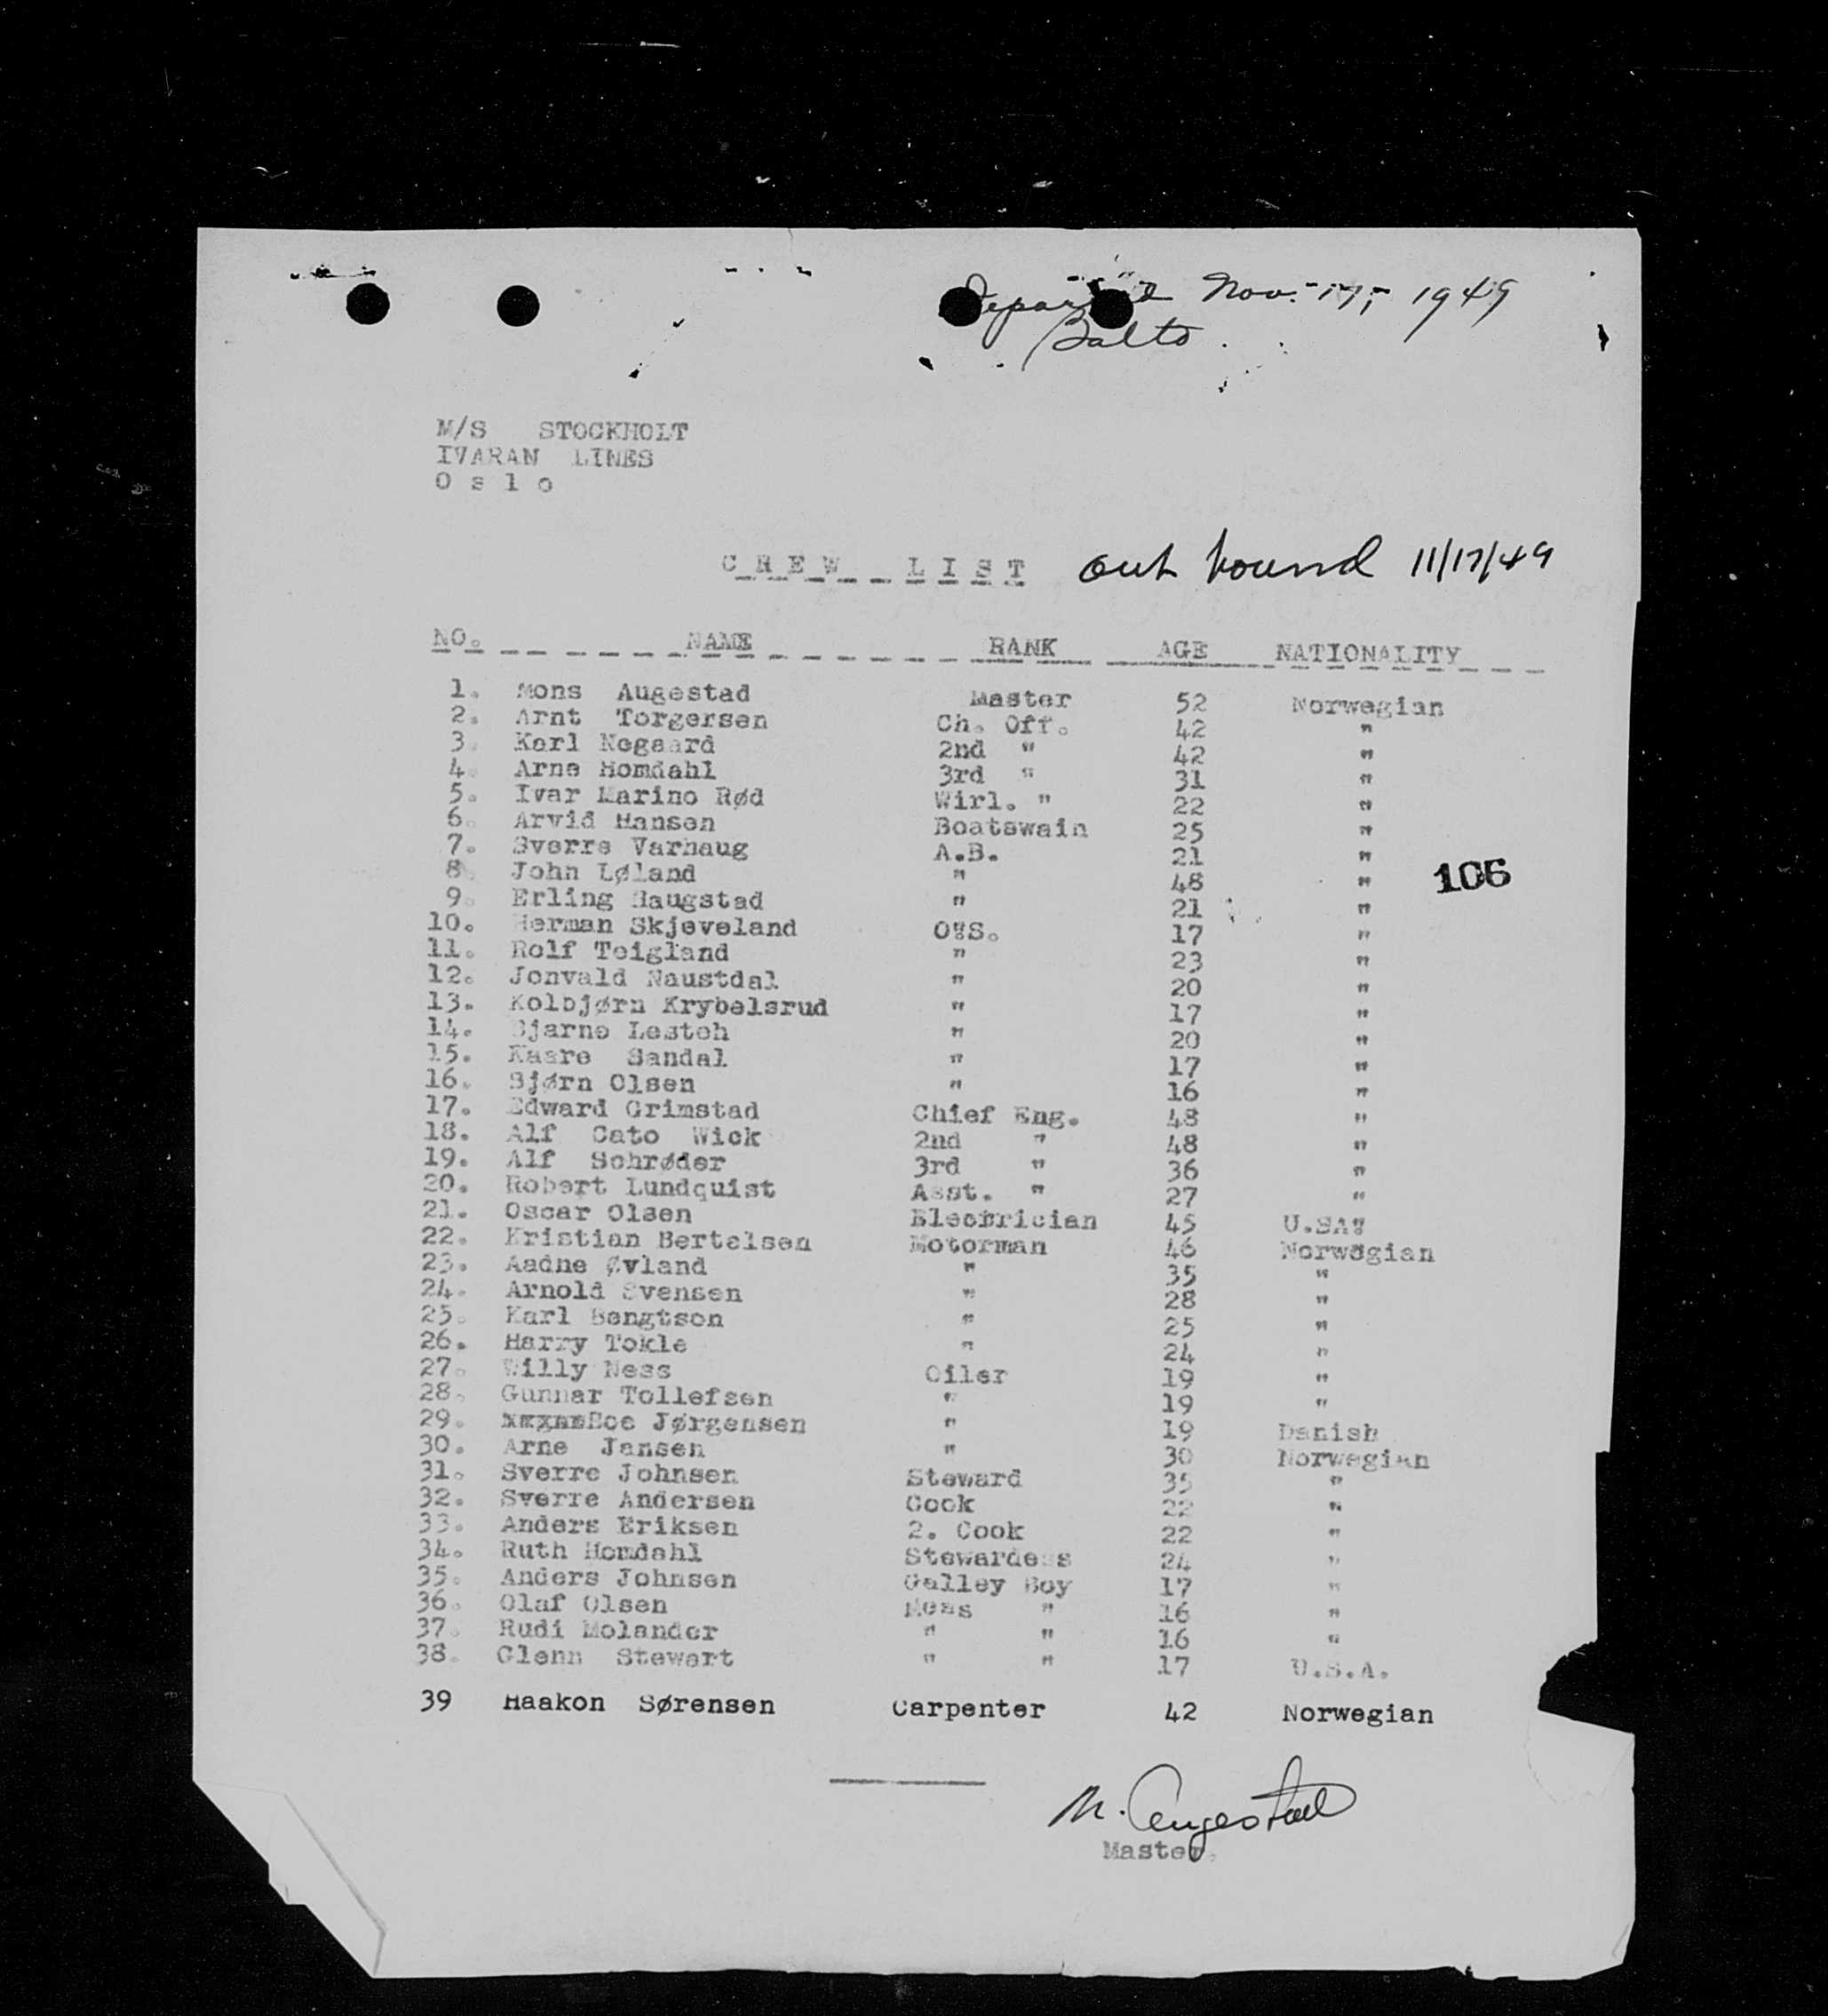 Departed Nov. 17, 1949
Balto.
M/S STOCKHOLT
IVARAN LINES
O s l o
C R E W L I S T out bound 11/17/49
NO. NAME RANK AGE NATIONALITY
1. Mons Augestad Master 52 Norwegian
2. Arnt Torgersen Ch. Off. 42 "
3. Karl Nogaard 2nd " 42 "
4. Arne Homdahl 3rd " 31 "
5. Ivar Marino Rød Wirl. " 22 "
6. Arvid Hansen Boatswain 25 "
7. Sverre Varhaug A.B. 21 "
8. John Løland " 48 "
106
9. Erling Haugstad " 21 "
10. Herman Skjeveland O.S. 17 "
11. Rolf Teigland " 23 "
12. Jonvald Naustdal " 20 "
13. Kolbjørn Krybelsrud " 17 "
14. Bjarne Lesteh " 20 "
15. Kaare Sandal " 17 "
16. Bjørn Olsen " 16 "
17. Edward Grimstad Chief Eng. 48 "
18. Alf Cato Wick 2nd " 48 "
19. Alf Schrøder 3rd " 36 "
20. Robert Lundquist Asst. " 27 "
21. Oscar Olsen Electrician 45 U.SA.
22. Kristian Bertelsen Motorman 46 Norwegian
23. Aadne Øvland " 35 "
24. Arnold Svensen " 28 "
25. Karl Bengtson " 25 "
26. Harry Tokle " 24 "
27. Willy Ness Oiler 19 "
28. Gunnar Tollefsen " 19 "
29. Boe Jørgensen " 19 Danish
30. Arne Jansen " 30 Norwegian
31. Sverre Johnsen Steward 35 "
32. Sverre Andersen Cook 22 "
33. Anders Eriksen 2. Cook 22 "
34. Ruth Homdahl Stewardess 24 "
35. Anders Johnsen Galley Boy 17 "
36. Olaf Olsen Mess " 16 "
37. Rudi Molander " " 16 "
38. Glenn Stewart " " 17 U.S.A.
39 Haakon Sørensen Carpenter 42 Norwegian
M. Augestad
Master.